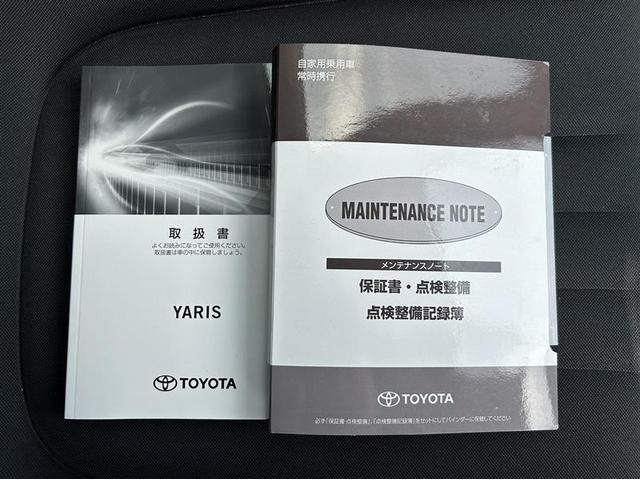 取扱書
よくお読みになってご使用ください。
取扱書は車の中に保管しましょう。
YARIS
TOYOTA
自家用乗用車
常時携行
MAINTENANCE NOTE
メンテナンスノート
保証書・点検整備
点検整備記録簿
TOYOTA
必ず「保証書・点検整備」、「点検整備記録簿」をセットにしてバインダーに保管してください